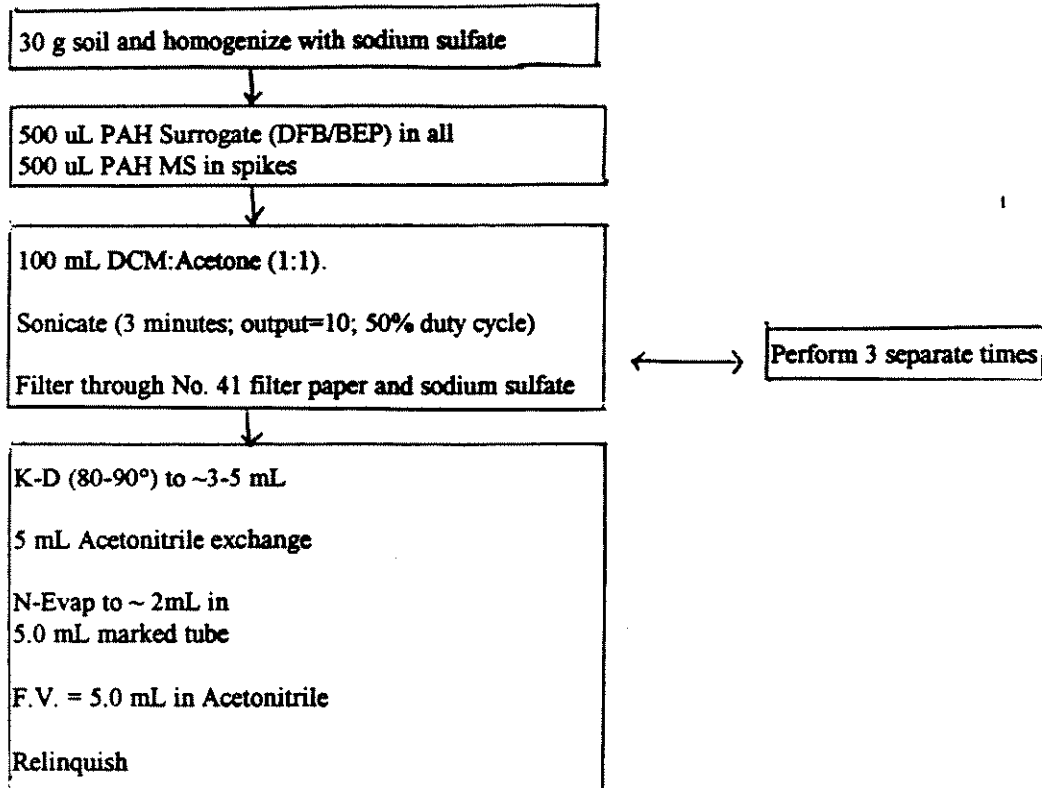 30 g soil and homogenize with sodium sulfate
500 uL PAH Surrogate (DFB/BEP) in all
500 uL PAH MS in spikes
100 mL DCM:Acetone (1:1).
Sonicate (3 minutes; output=10; 50% duty cycle)
Filter through No. 41 filter paper and sodium sulfate
Perform 3 separate times
K-D (80-90°) to ~3-5 mL
5 mL Acetonitrile exchange
N-Evap to ~ 2mL in
5.0 mL marked tube
F.V. = 5.0 mL in Acetonitrile
Relinquish